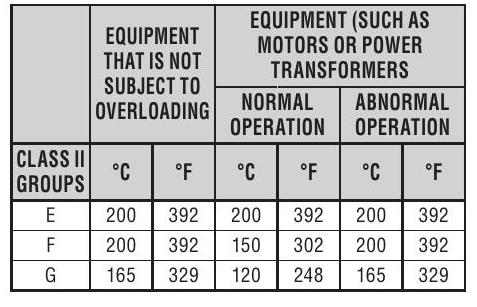 EQUIPMENT
THAT IS NOT
SUBJECT TO
OVERLOADING
EQUIPMENT (SUCH AS
MOTORS OR POWER
TRANSFORMERS
NORMAL
OPERATION
ABNORMAL
OPERATION
CLASS II
GROUPS
°C °F °C °F °C °F
E 200 392 200 392 200 392
F 200 392 150 302 200 392
G 165 329 120 248 165 329